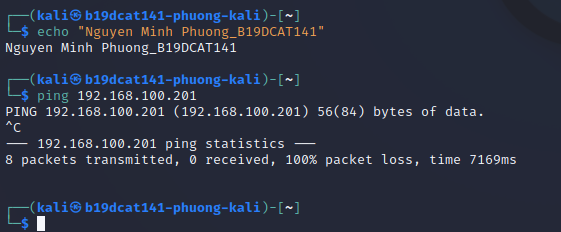 ┌──(kali㉿b19dcat141-phuong-kali)-[~]
└─$ echo "Nguyen Minh Phuong_B19DCAT141"
Nguyen Minh Phuong_B19DCAT141
┌──(kali㉿b19dcat141-phuong-kali)-[~]
└─$ ping 192.168.100.201
PING 192.168.100.201 (192.168.100.201) 56(84) bytes of data.
^C
--- 192.168.100.201 ping statistics ---
8 packets transmitted, 0 received, 100% packet loss, time 7169ms
┌──(kali㉿b19dcat141-phuong-kali)-[~]
└─$